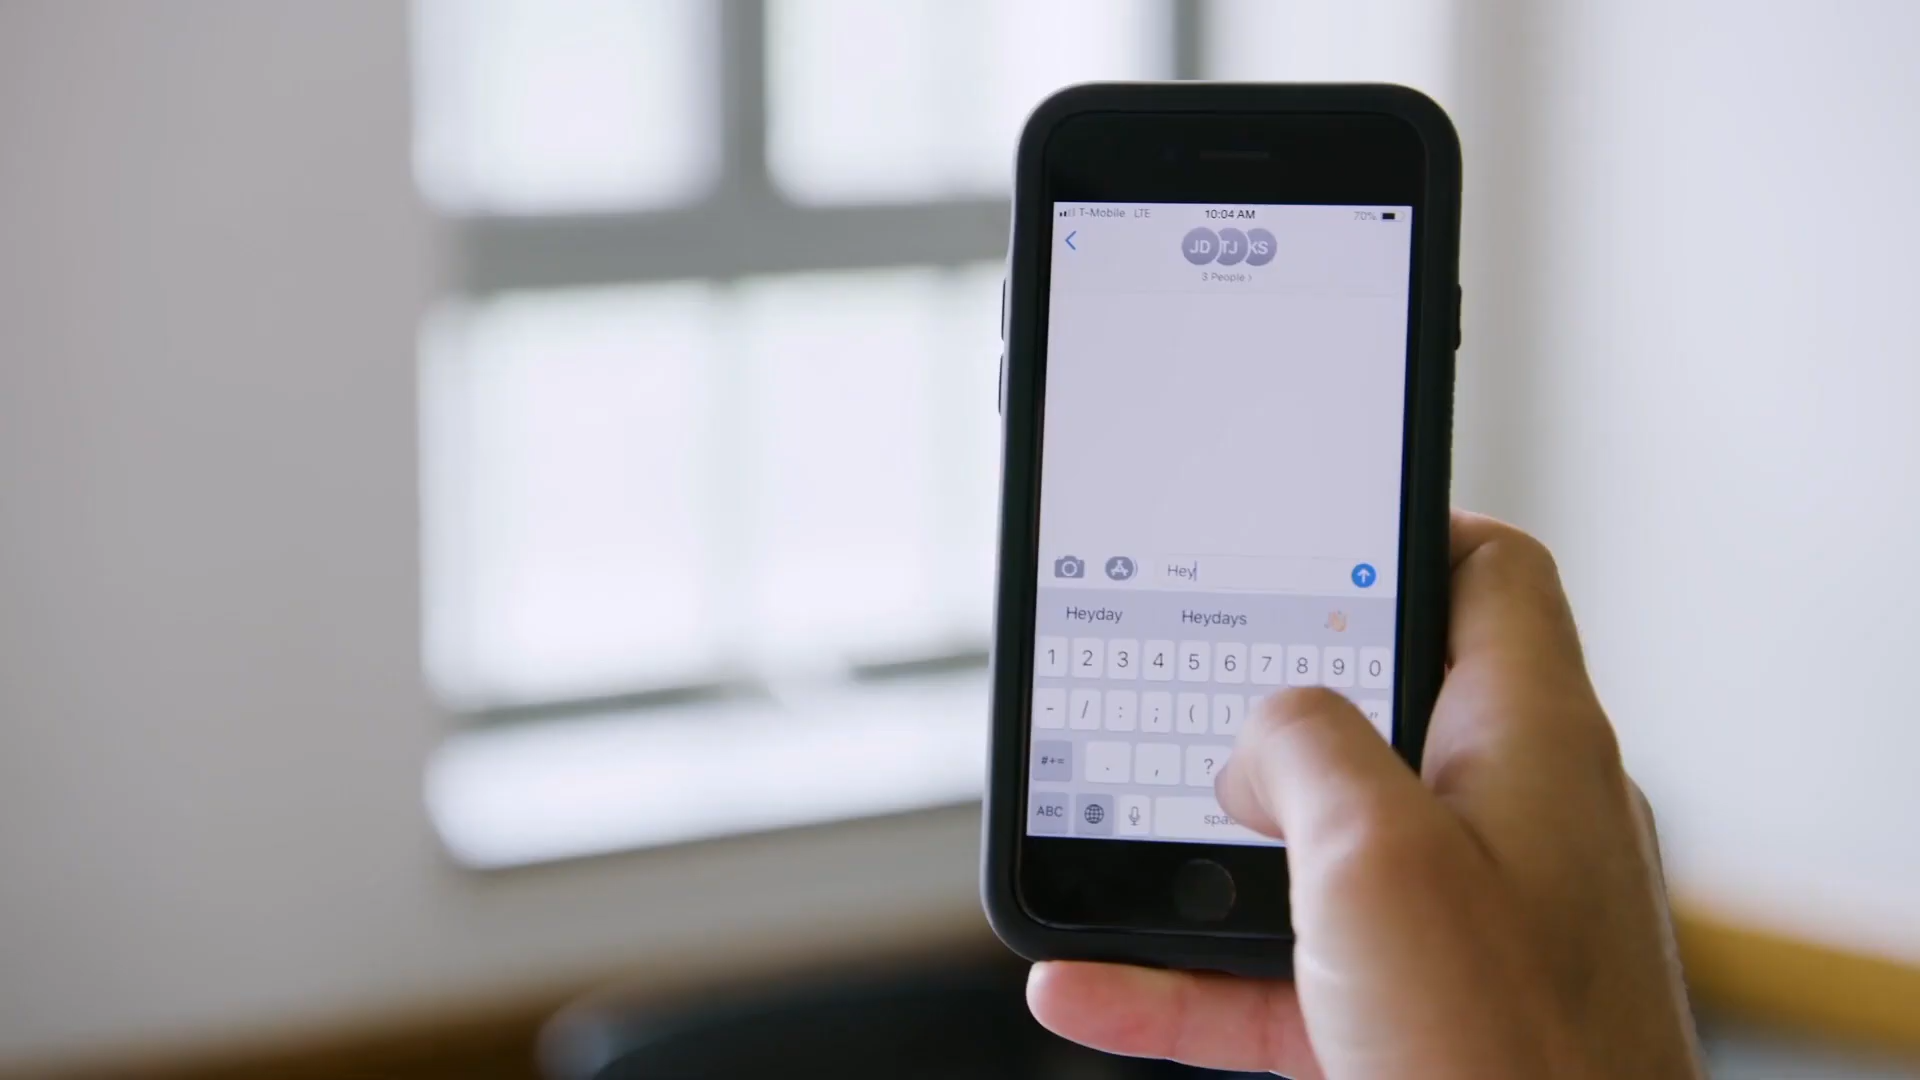 T-Mobile LTE 10:04 AM 70%
JD TJ KS
3 People >
Hey
Heyday Heydays
1 2 3 4 5 6 7 8 9 0
- / : ; ( ) "
#+= . , ?
ABC spac